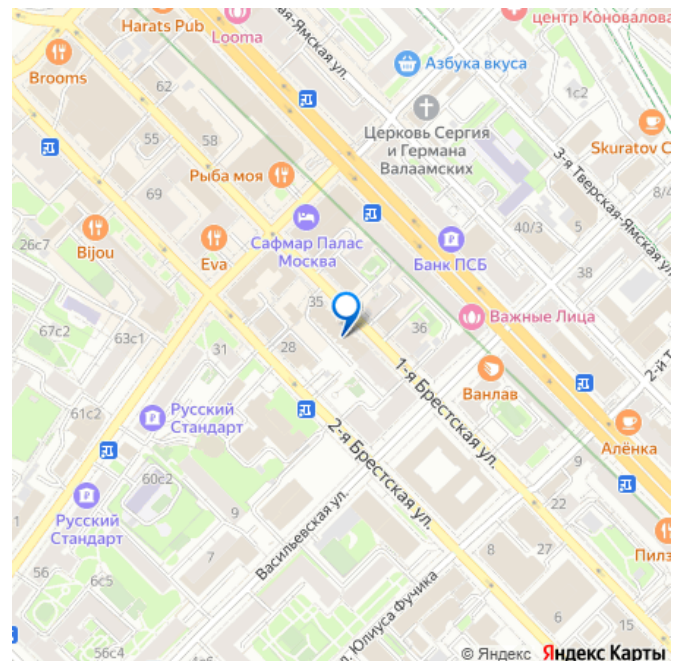 Harats Pub
Looma
центр Коновалова
Тверская-Ямская ул.
Азбука вкуса
Brooms
62
1с2
55
58
Церковь Сергия
и Германа
Валаамских
Skuratov C
3-я Тверская-Ямская ул.
Рыба моя
69
8/4
Сафмар Палас
Москва
40/3
5
26с7
Bijou
Eva
Банк ПСБ
38
35
Важные Лица
67с2
63с1
36
31
28
2-й Т
1-я Брестская ул.
Ванлав
61с2
Русский
Стандарт
2-я Брестская ул.
Алёнка
9
60с2
22
Русский
Стандарт
9
Васильевская ул.
1
7
8
27
Пилз
56
6с5
ул. Юлиуса Фучика
6
15
56с4
© Яндекс Яндекс Карты